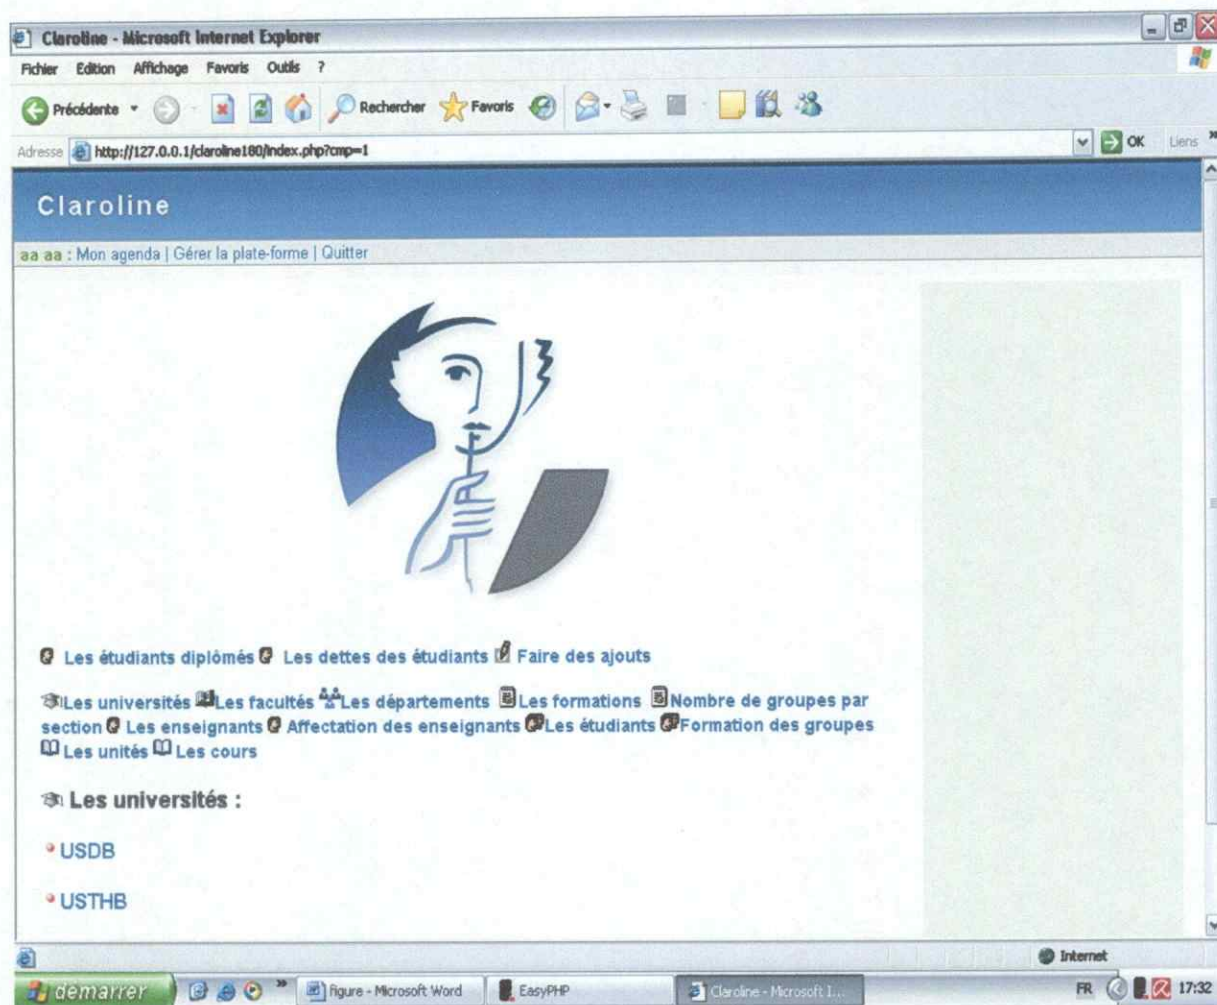 Claroline - Microsoft Internet Explorer
Fichier Edition Affichage Favoris Outils ?
Précédente Rechercher Favoris
Adresse http://127.0.0.1/claroline180/index.php?cmp=1 OK Liens »
Claroline
aa aa : Mon agenda | Gérer la plate-forme | Quitter
Les étudiants diplômés Les dettes des étudiants Faire des ajouts
Les universités Les facultés Les départements Les formations Nombre de groupes par
section Les enseignants Affectation des enseignants Les étudiants Formation des groupes
Les unités Les cours
Les universités :
USDB
USTHB
Internet
démarrer » figure - Microsoft Word EasyPHP Claroline - Microsoft I... FR 17:32